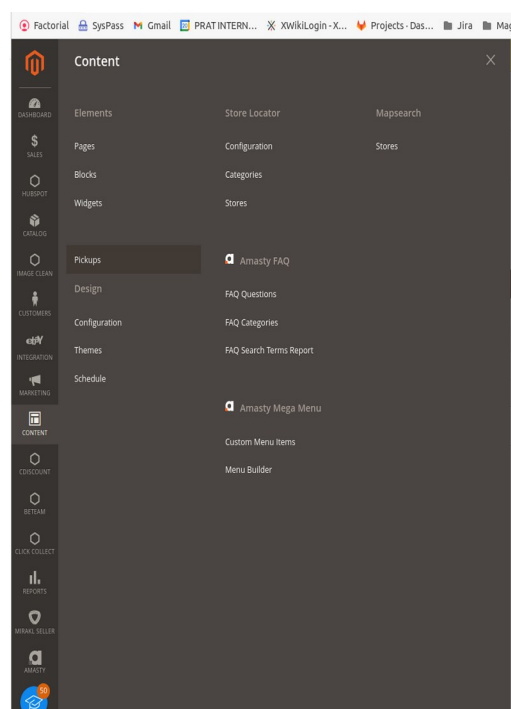 Factorial SysPass Gmail PRAT INTERN... XWikiLogin - X... Projects · Das... Jira Mag
Content
X
DASHBOARD
SALES
HUBSPOT
CATALOG
IMAGE CLEAN
CUSTOMERS
ebay
INTEGRATION
MARKETING
CONTENT
CDISCOUNT
BETEAM
CLICK COLLECT
REPORTS
MIRAKL SELLER
AMASTY
50
Elements
Pages
Blocks
Widgets
Pickups
Design
Configuration
Themes
Schedule
Store Locator
Configuration
Categories
Stores
Amasty FAQ
FAQ Questions
FAQ Categories
FAQ Search Terms Report
Amasty Mega Menu
Custom Menu Items
Menu Builder
Mapsearch
Stores